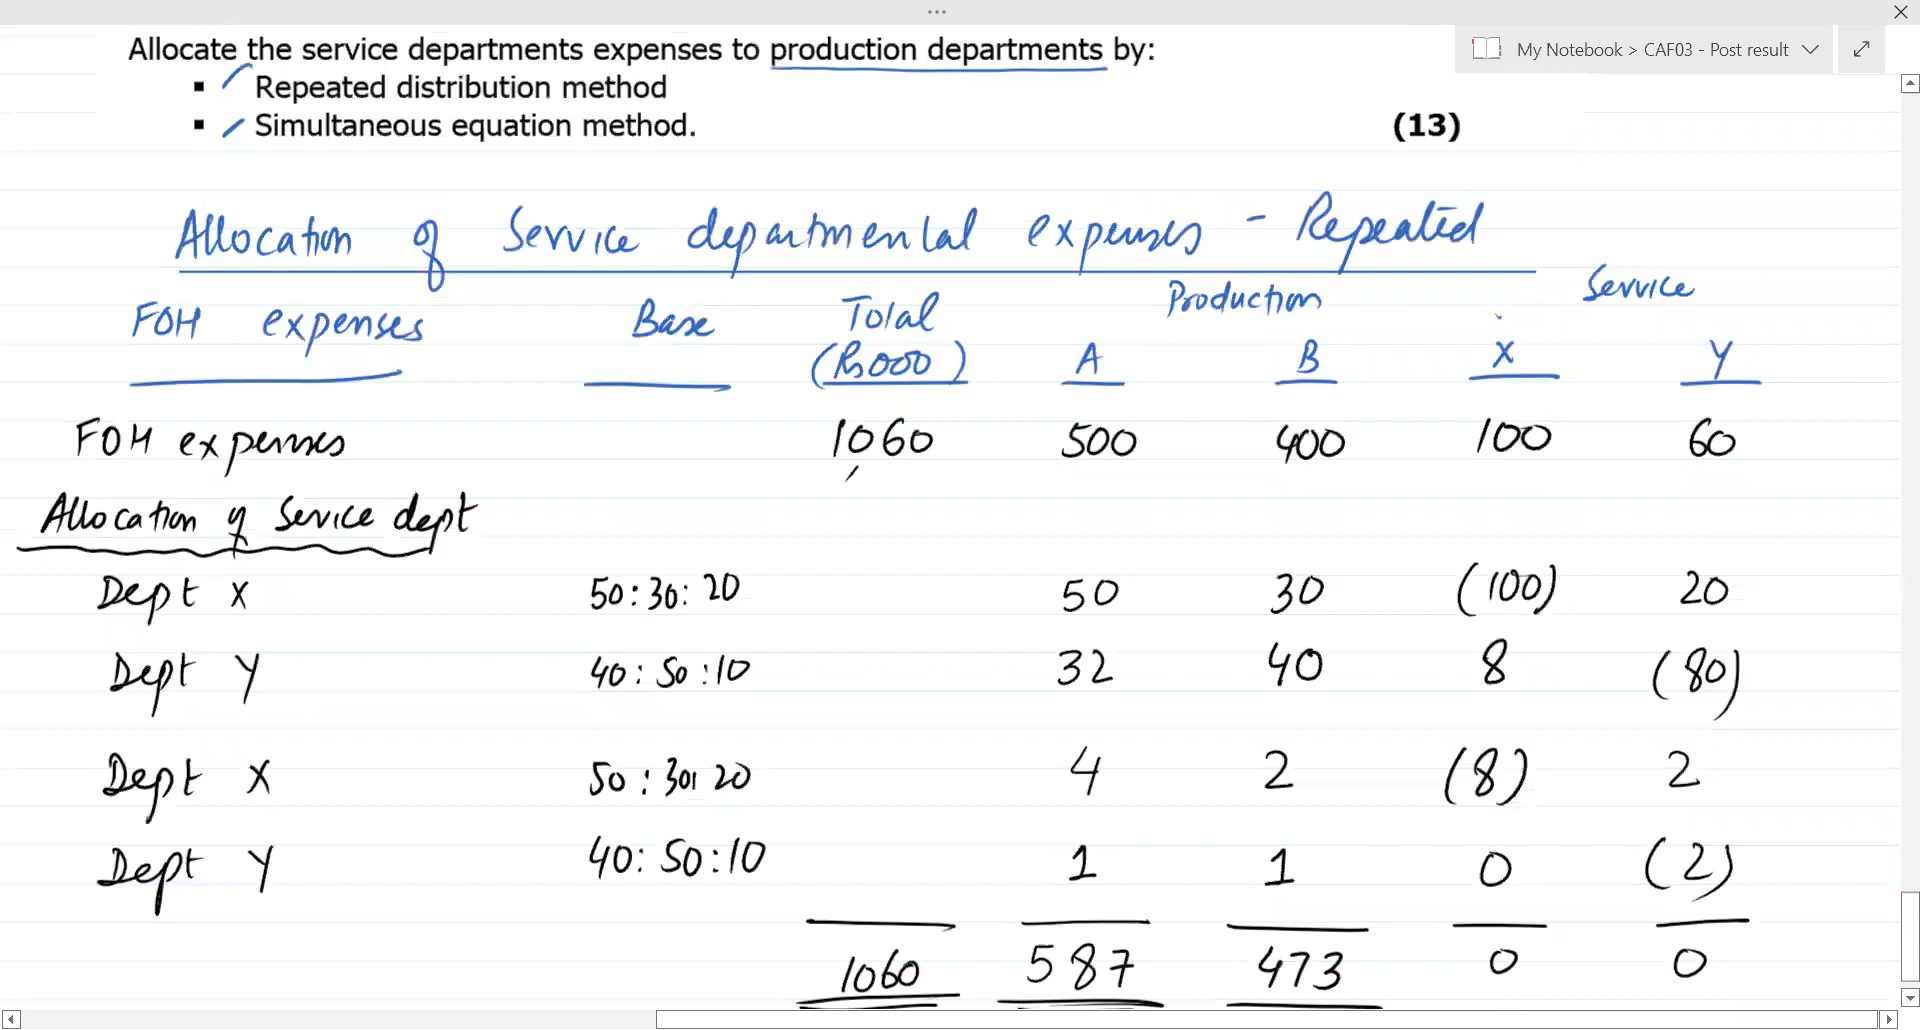 My Notebook > CAF03 - Post result
Allocate the service departments expenses to production departments by:
▪ Repeated distribution method
▪ Simultaneous equation method. (13)
Allocation of Service departmental expenses - Repeated
Production Service
FOH expenses Base Total (Rs000) A B X Y
FOH expenses 1060 500 400 100 60
Allocation of Service dept
Dept X 50:30:20 50 30 (100) 20
Dept Y 40:50:10 32 40 8 (80)
Dept X 50:30:20 4 2 (8) 2
Dept Y 40:50:10 1 1 0 (2)
1060 587 473 0 0